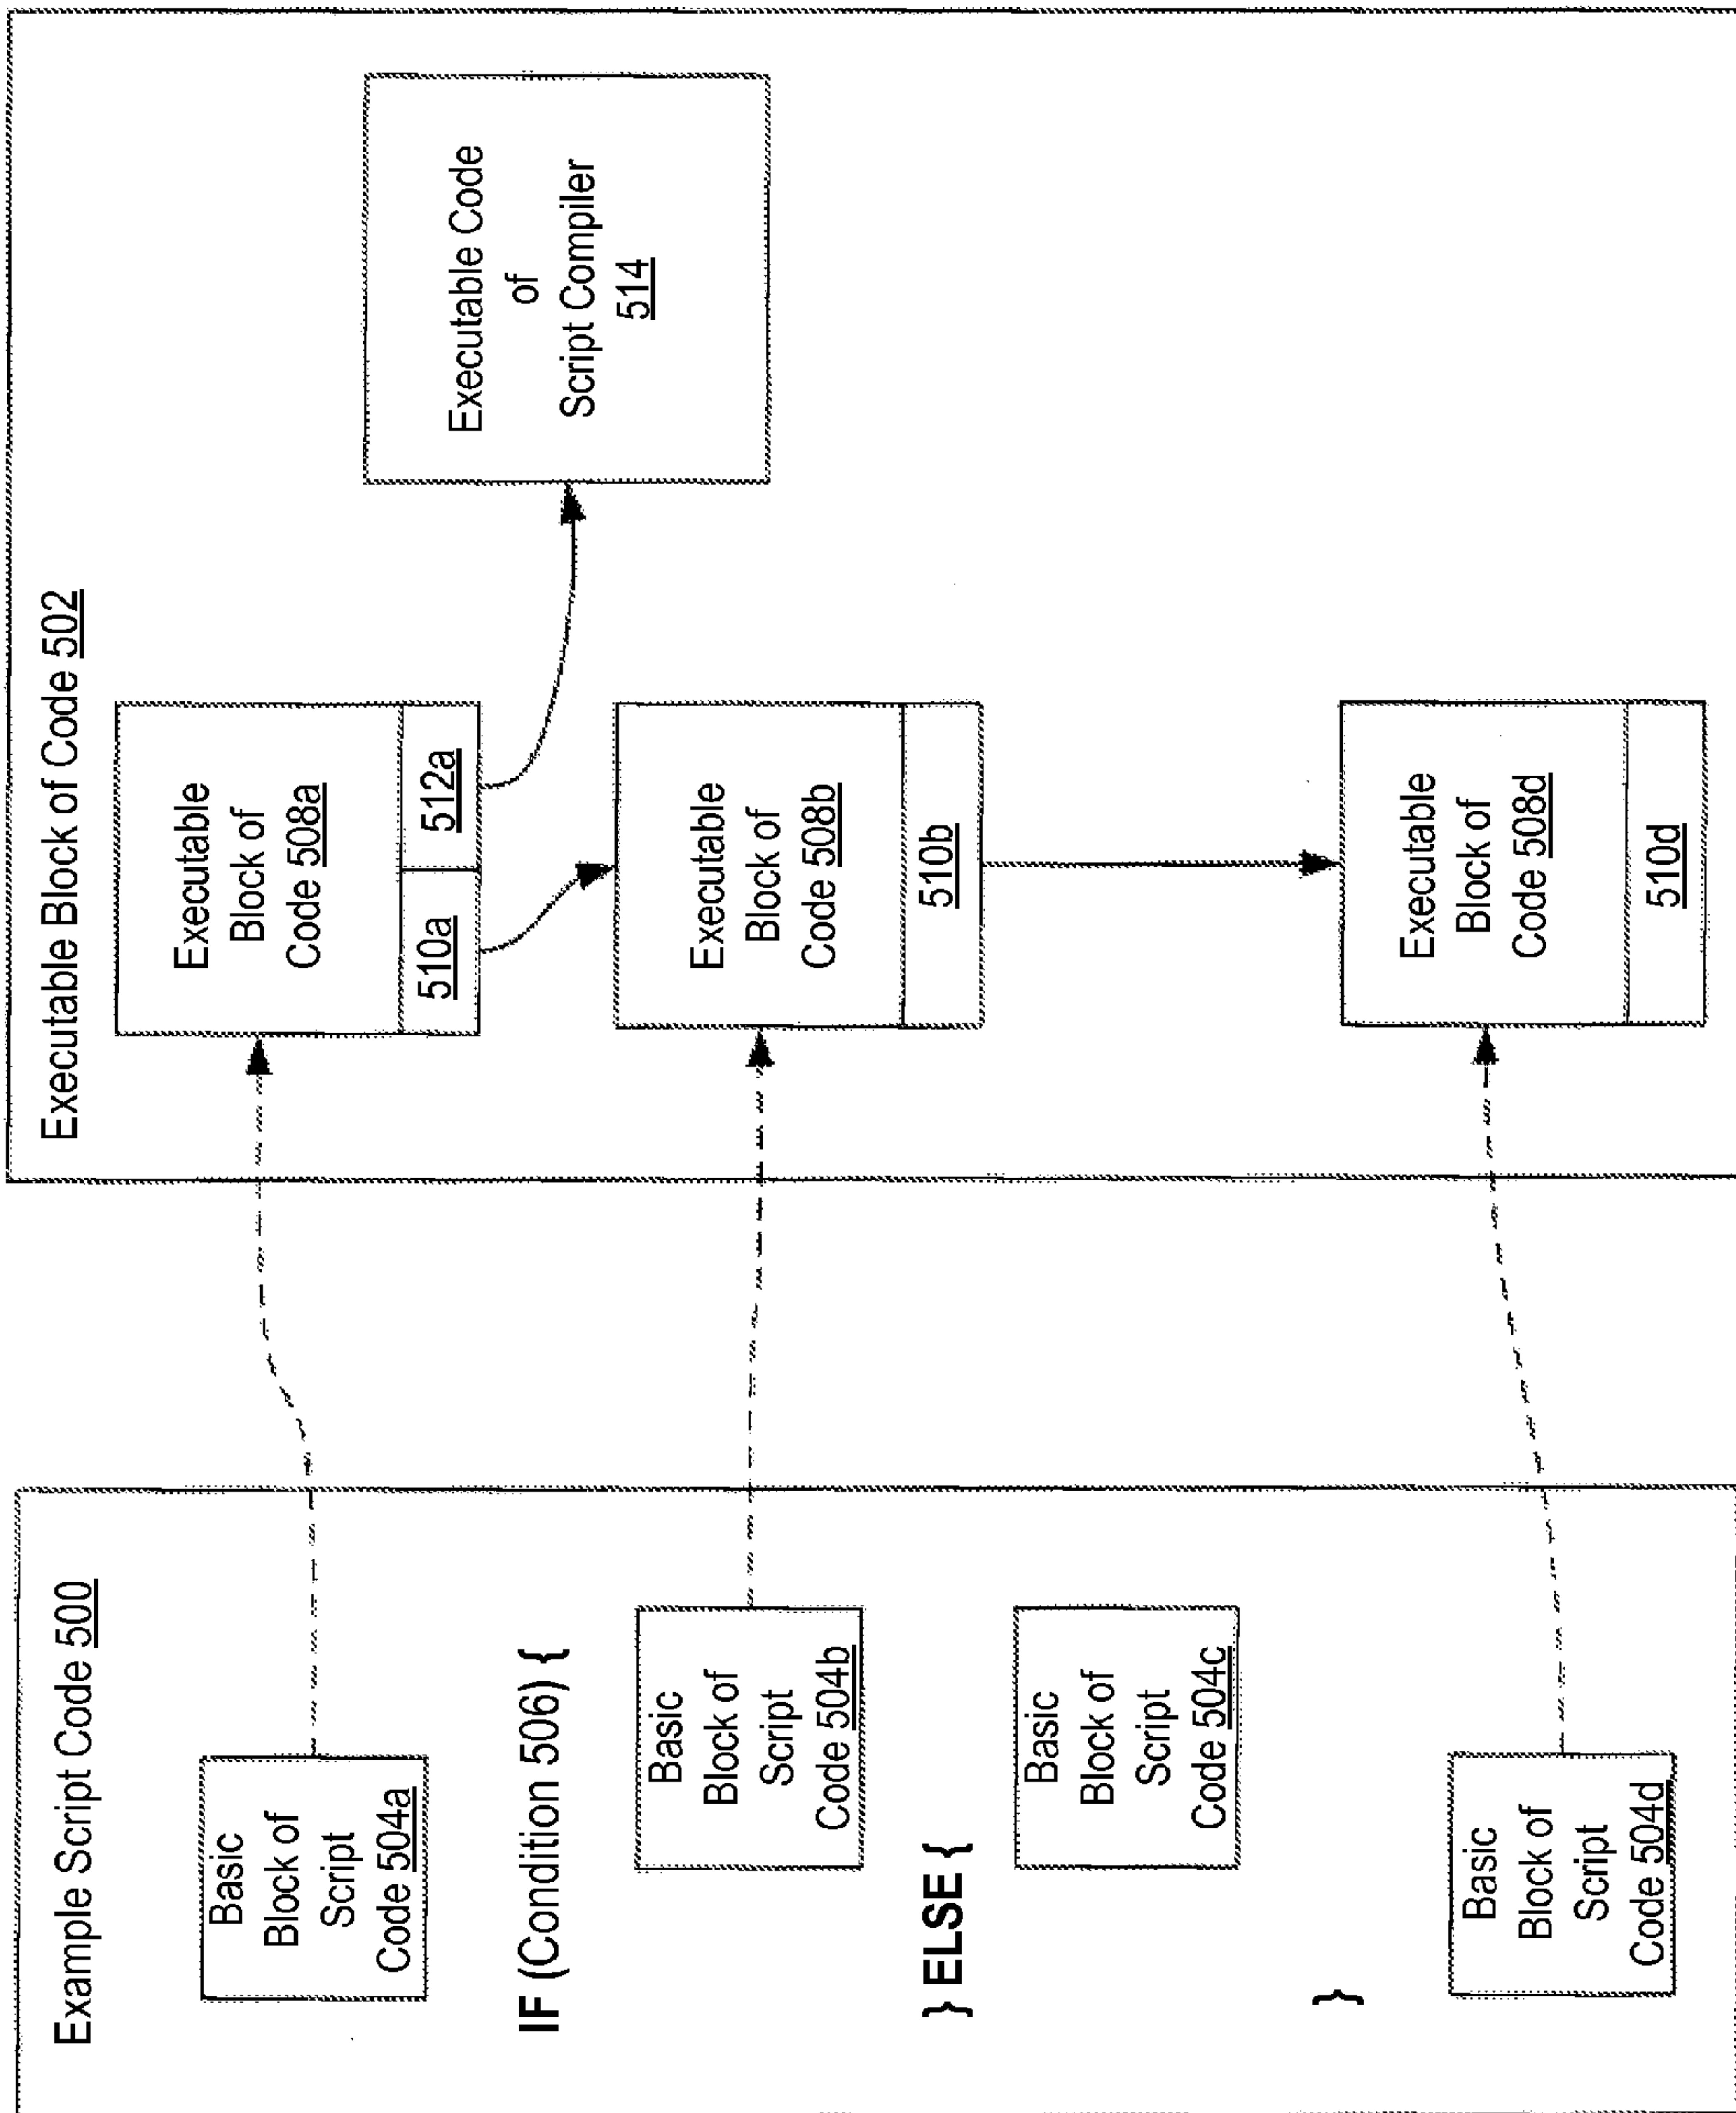 Example Script Code 500
Basic
Block of
Script
Code 504a
IF (Condition 506) {
Basic
Block of
Script
Code 504b
} ELSE {
Basic
Block of
Script
Code 504c
}
Basic
Block of
Script
Code 504d
Executable Block of Code 502
Executable
Block of
Code 508a
510a
512a
Executable Code
of
Script Compiler
514
Executable
Block of
Code 508b
510b
Executable
Block of
Code 508d
510d